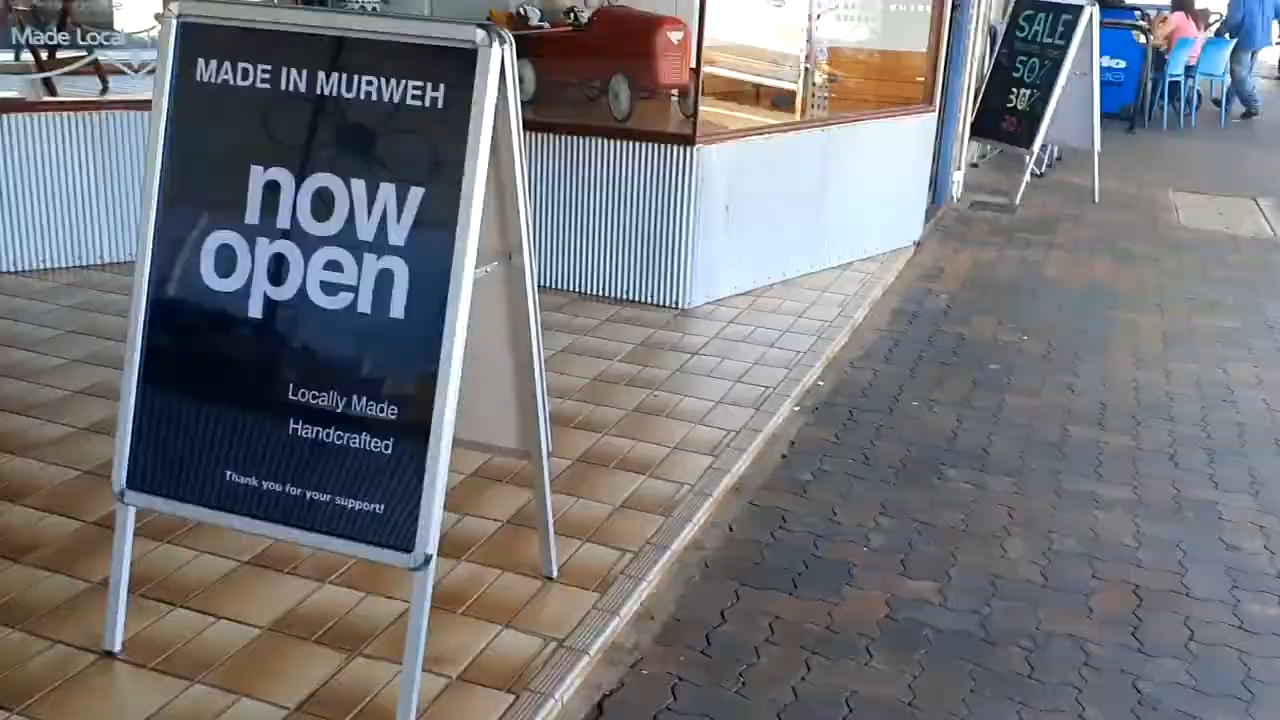 Made Local
MADE IN MURWEH
now
open
Locally Made
Handcrafted
Thank you for your support!
SALE
50%
30%